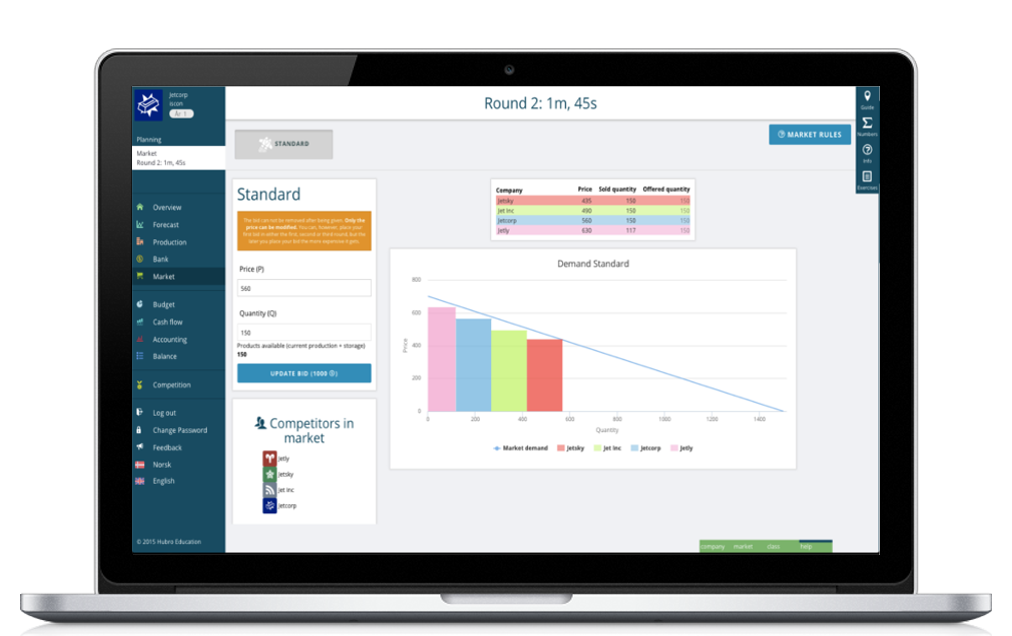 Jetcorp
Round 2: 1m, 45s
Guide
Planning
Market
Round 2: 1m, 45s
STANDARD
MARKET RULES
Numbers
Info
Exercises
Overview
Forecast
Production
Bank
Market
Budget
Cash flow
Accounting
Balance
Competition
Log out
Change Password
Feedback
Norsk
English
© 2015 Hubro Education
Standard
The bid can not be removed after being given. Only the
price can be modified. You can, however, place your
first bid in either the first, second or third round, but the
later you place your bid the more expensive it gets.
Price (P)
560
Quantity (Q)
150
Products available (current production + storage)
150
UPDATE BID (1000
Competitors in
market
Jetly
Jetsky
Jet Inc
Jetcorp
Company Price Sold quantity Offered quantity
Jetsky 435 150 150
Jet Inc 490 150 150
Jetcorp 560 150 150
Jetly 630 117 150
Demand Standard
800
600
400
200
0
Price
0 200 400 600 800 1000 1200 1400
Quantity
Market demand Jetsky Jet Inc Jetcorp Jetly
company market class help